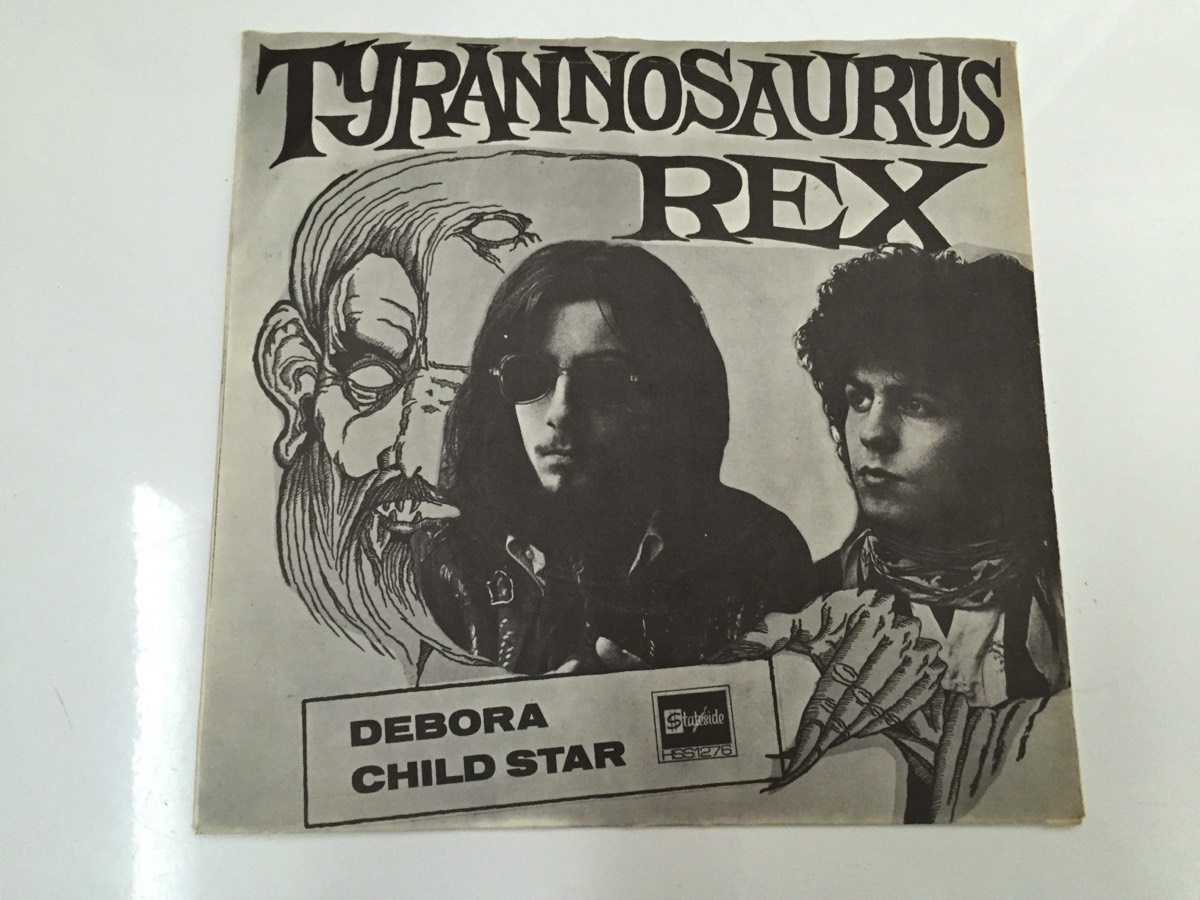 TYRANNOSAURUS
REX
DEBORA
CHILD STAR
Stateside
HSS1276